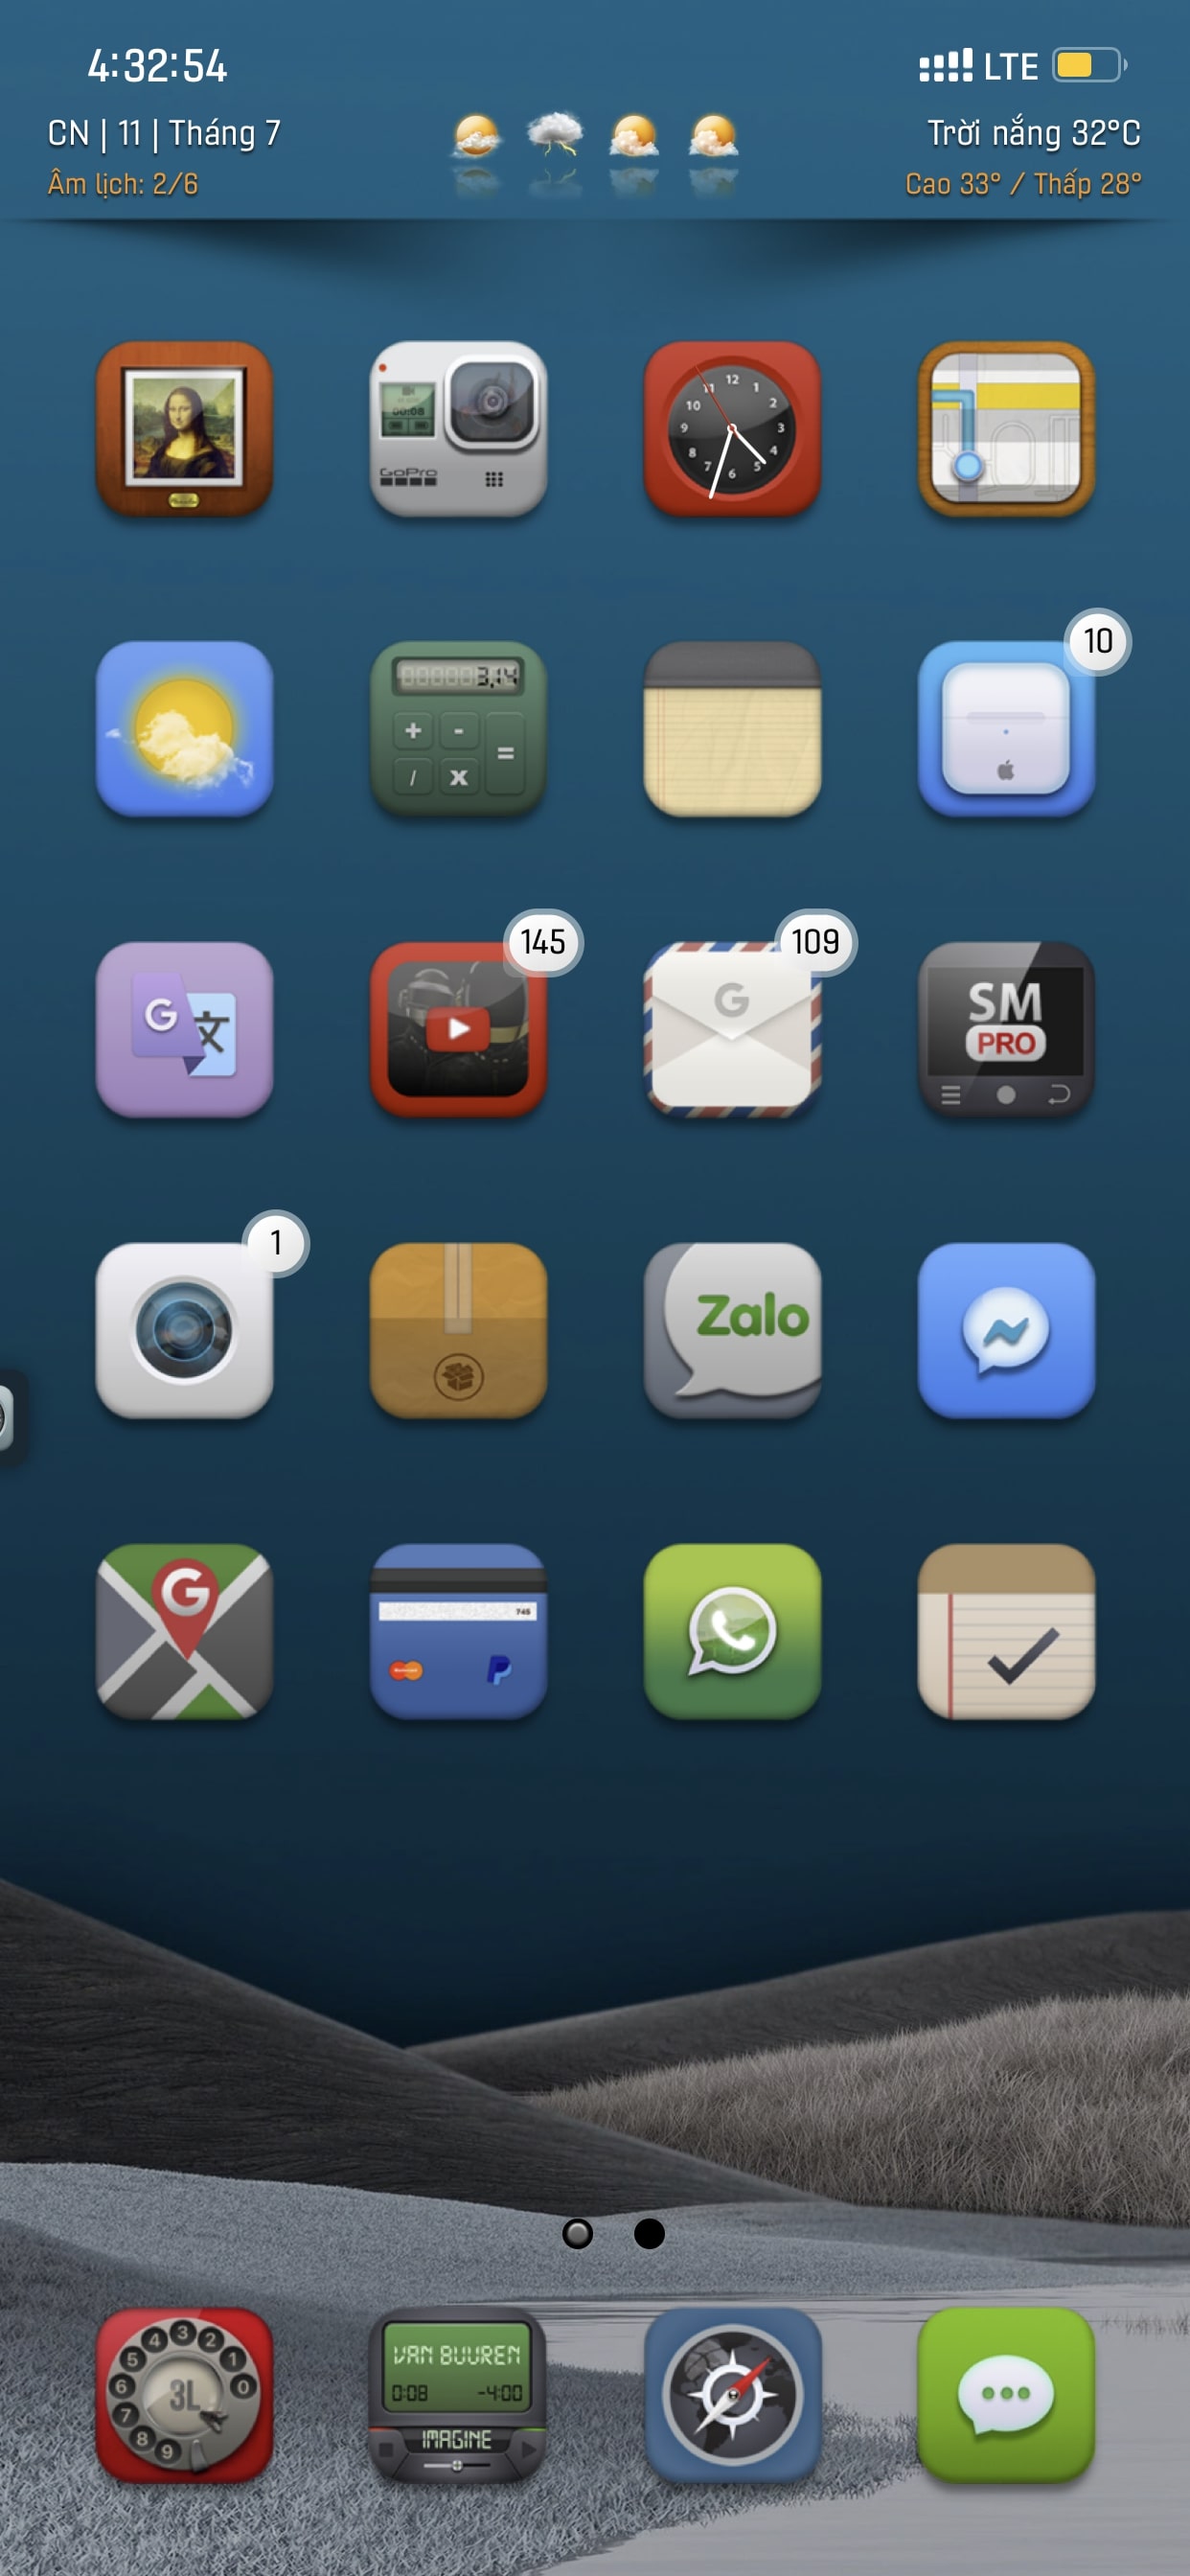 4:32:54
LTE
CN | 11 | Tháng 7
Trời nắng 32°C
Âm lịch: 2/6
Cao 33° / Thấp 28°
00:08
GoPro
12
11 1
10 2
9 3
8 4
7 5
6
10
3,14
+ -
=
/ x
145
109
G 文
G
SM
PRO
1
Zalo
G
745
3
4 2
5 1
6 0
7
8
9
3L
VAN BUUREN
0:08 -4:00
IMAGINE